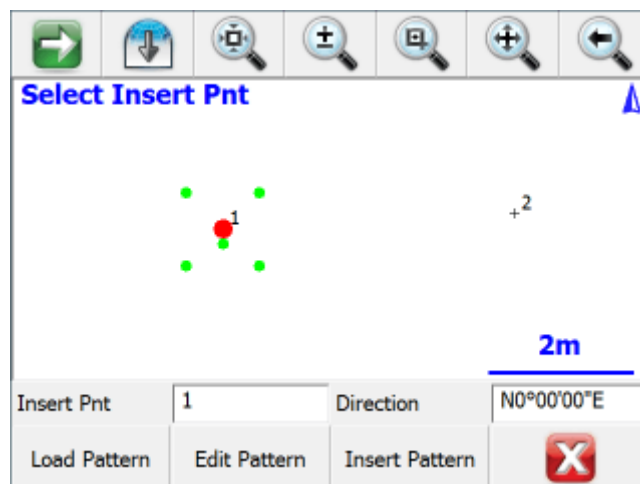 Select Insert Pnt
1
2
2m
Insert Pnt 1 Direction N0°00'00"E
Load Pattern Edit Pattern Insert Pattern